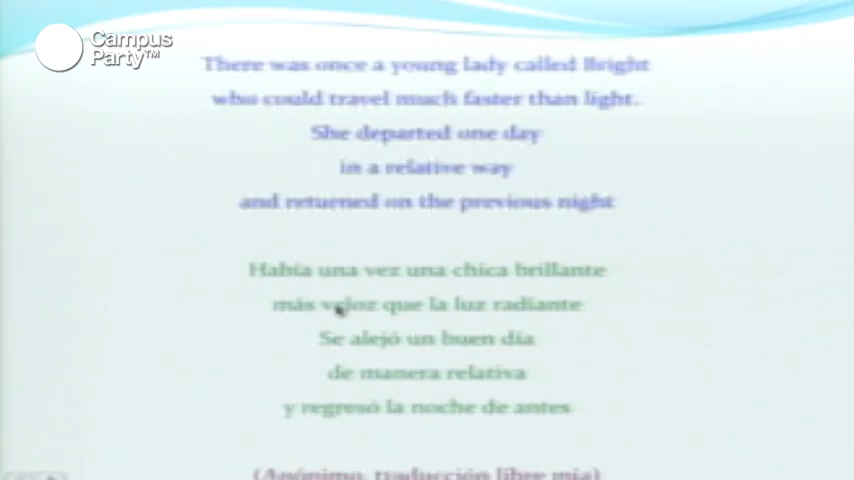 Campus
Party™
There was once a young lady called Bright
who could travel much faster than light.
She departed one day
in a relative way
and returned on the previous night
Había una vez una chica brillante
más veloz que la luz radiante
Se alejó un buen día
de manera relativa
y regresó la noche de antes
(Anónimo, traducción libre mía)